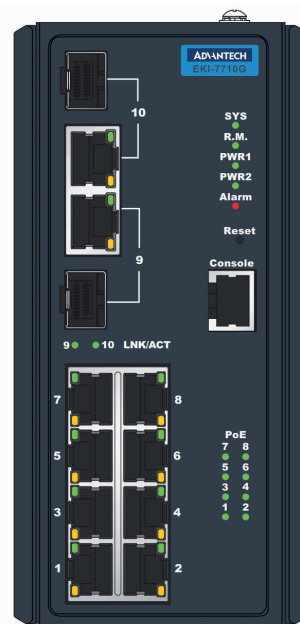 ADVANTECH
EKI-7710G
10
SYS
R.M.
PWR1
PWR2
Alarm
Reset
9
Console
9 10 LNK/ACT
7 8
5 6
3 4
1 2
PoE
7 8
5 6
3 4
1 2